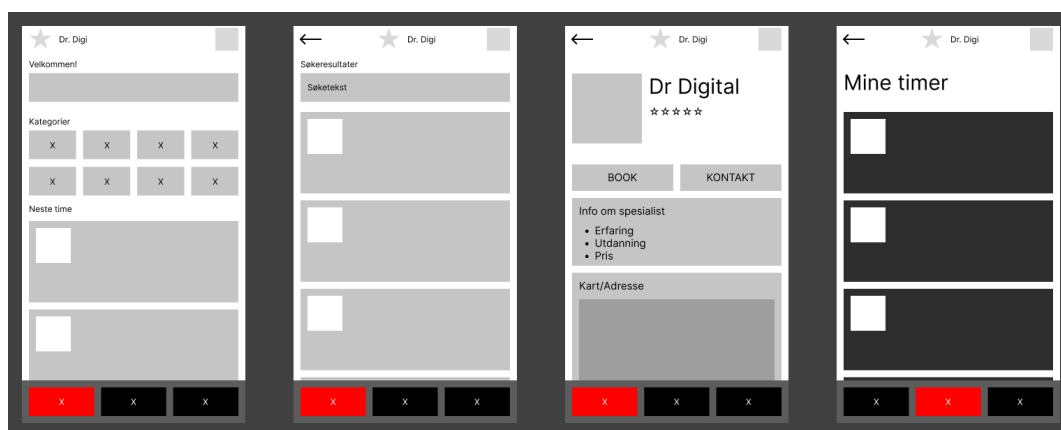 Dr. Digi
Velkommen!
Kategorier
X X X X
X X X X
Neste time
X X X
Dr. Digi
Søkeresultater
Søketekst
X X X
Dr. Digi
Dr Digital
☆☆☆☆☆
BOOK KONTAKT
Info om spesialist
• Erfaring
• Utdanning
• Pris
Kart/Adresse
X X X
Dr. Digi
Mine timer
X X X